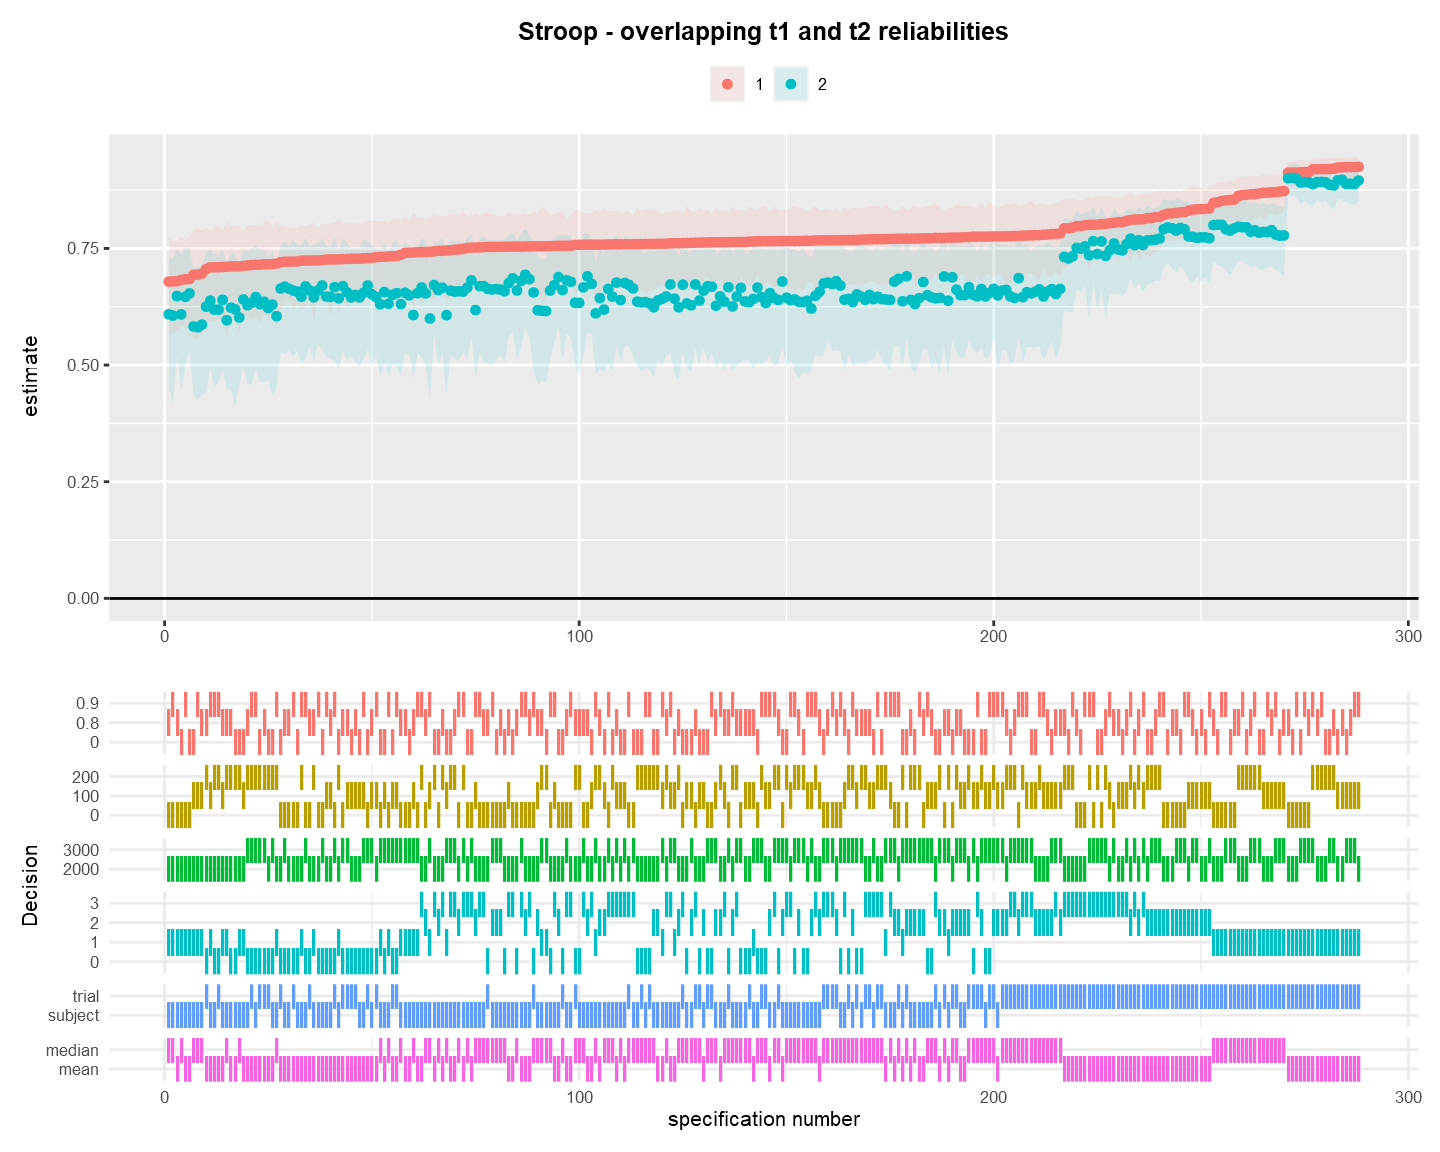 Stroop - overlapping t1 and t2 reliabilities
1 2
0.75
0.50
0.25
0.00
estimate
0 100 200 300
0.9
0.8
0
200
100
0
3000
2000
3
2
1
0
trial
subject
median
mean
Decision
0 100 200 300
specification number